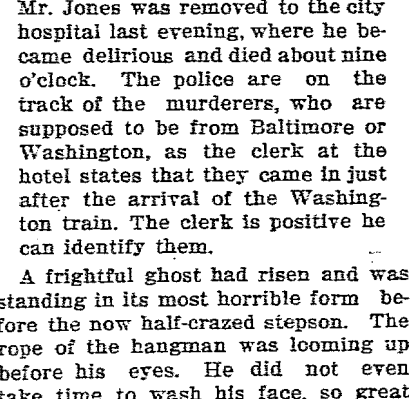 Mr. Jones was removed to the city
hospital last evening, where he be-
came delirious and died about nine
o'clock. The police are on the
track of the murderers, who are
supposed to be from Baltimore or
Washington, as the clerk at the
hotel states that they came in just
after the arrival of the Washing-
ton train. The clerk is positive he
can identify them.
A frightful ghost had risen and was
standing in its most horrible form be-
fore the now half-crazed stepson. The
rope of the hangman was looming up
before his eyes. He did not even
take time to wash his face, so great